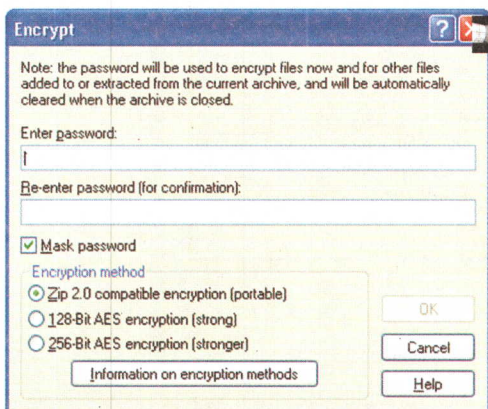 Encrypt
Note: the password will be used to encrypt files now and for other files
added to or extracted from the current archive, and will be automatically
cleared when the archive is closed.
Enter password:
Re-enter password (for confirmation):
Mask password
Encryption method
Zip 2.0 compatible encryption (portable)
128-Bit AES encryption (strong)
256-Bit AES encryption (stronger)
Information on encryption methods
OK
Cancel
Help